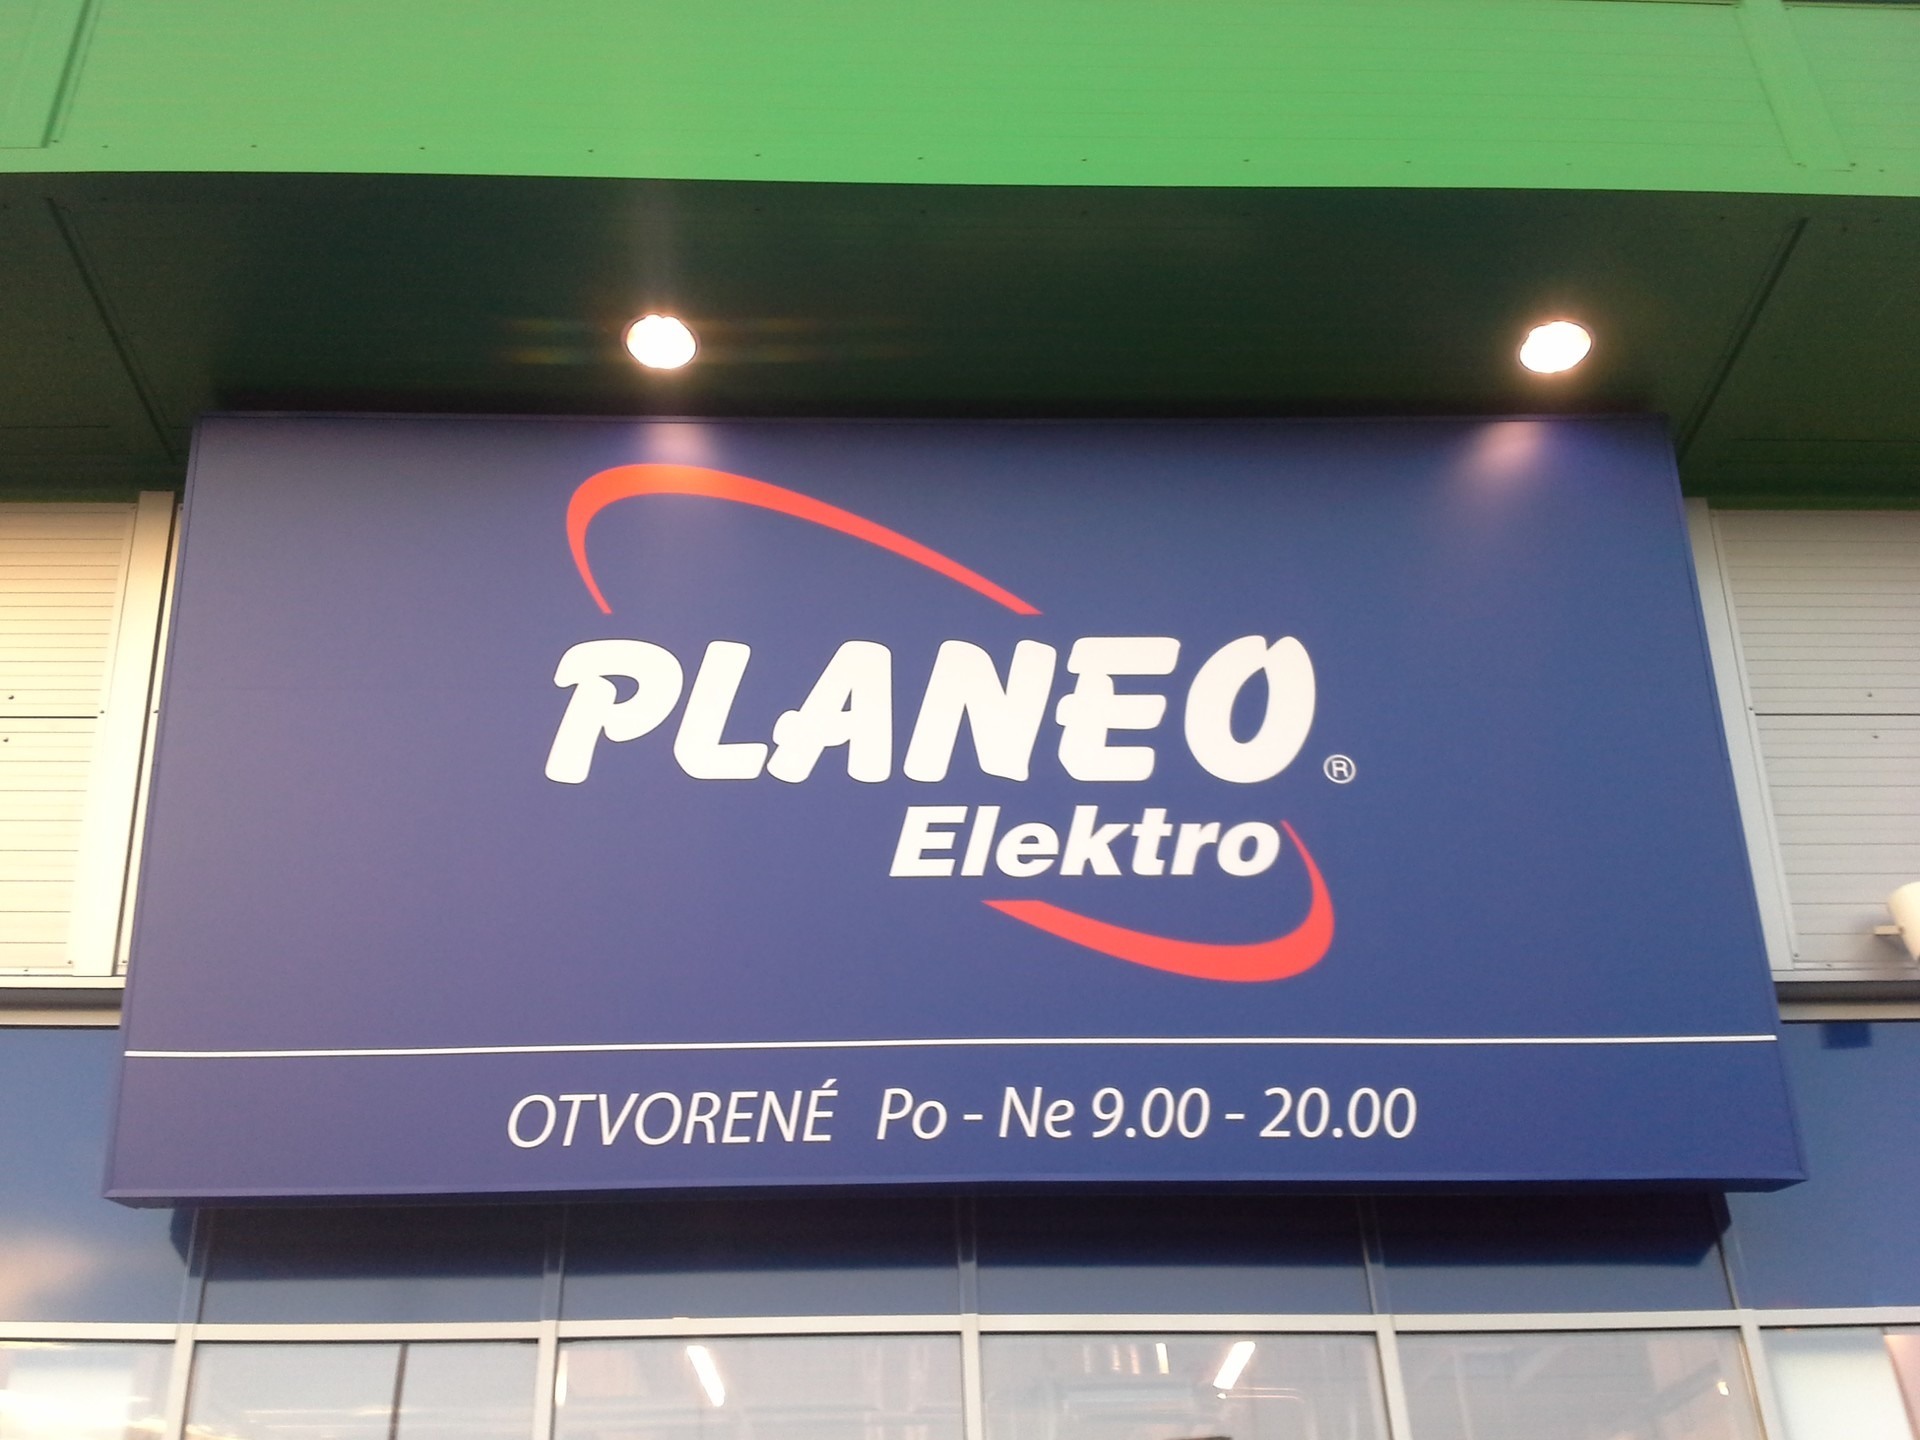 PLANEO®
Elektro
OTVORENÉ Po - Ne 9.00 - 20.00